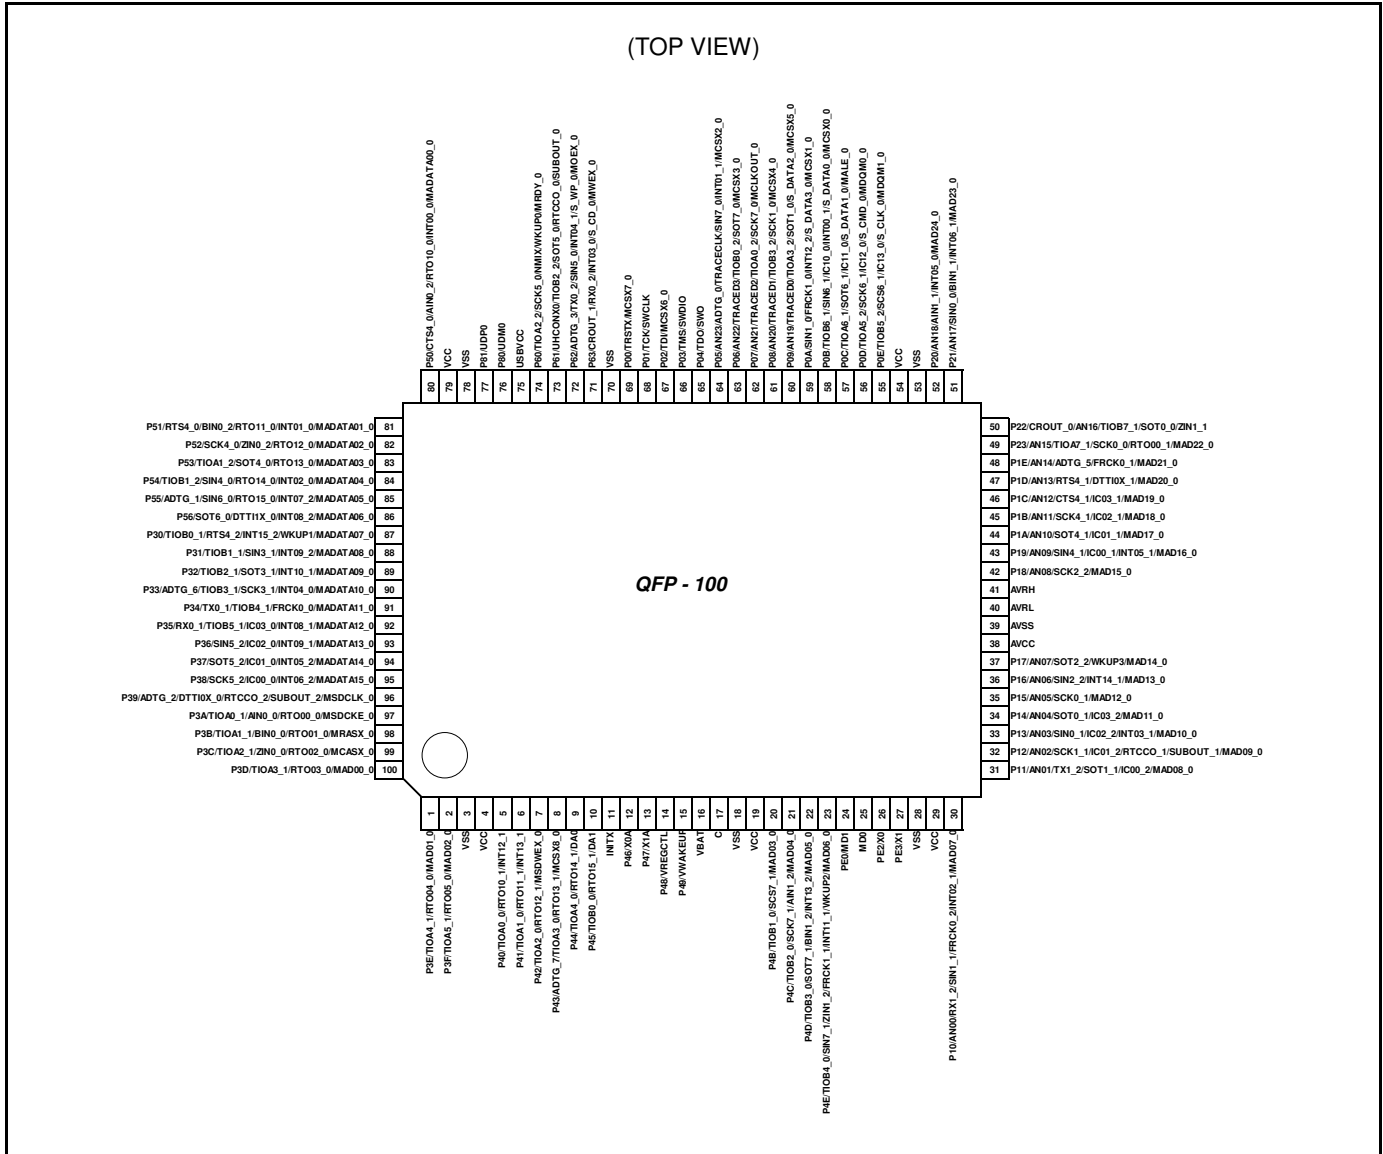 (TOP VIEW)
P50/CTS4_0/AIN0_2/RTO10_0/INT00_0/MADATA00_0
VCC
VSS
P81/UDP0
P80/UDM0
USBVCC
P60/TIOA2_2/SCK5_0/NMIX/WKUP0/MRDY_0
P61/UHCONX0/TIOB2_2/SOT5_0/RTCCO_0/SUBOUT_0
P62/ADTG_3/TX0_2/SIN5_0/INT04_1/S_WP_0/MOEX_0
P63/CROUT_1/RX0_2/INT03_0/S_CD_0/MWEX_0
VSS
P00/TRSTX/MCSX7_0
P01/TCK/SWCLK
P02/TDI/MCSX6_0
P03/TMS/SWDIO
P04/TDO/SWO
P05/AN23/ADTG_0/TRACECLK/SIN7_0/INT01_1/MCSX2_0
P06/AN22/TRACED3/TIOB0_2/SOT7_0/MCSX3_0
P07/AN21/TRACED2/TIOA0_2/SCK7_0/MCLKOUT_0
P08/AN20/TRACED1/TIOB3_2/SCK1_0/MCSX4_0
P09/AN19/TRACED0/TIOA3_2/SOT1_0/S_DATA2_0/MCSX5_0
P0A/SIN1_0/FRCK1_0/INT12_2/S_DATA3_0/MCSX1_0
P0B/TIOB6_1/SIN6_1/IC10_0/INT00_1/S_DATA0_0/MCSX0_0
P0C/TIOA6_1/SOT6_1/IC11_0/S_DATA1_0/MALE_0
P0D/TIOA5_2/SCK6_1/IC12_0/S_CMD_0/MDQM0_0
P0E/TIOB5_2/SCS6_1/IC13_0/S_CLK_0/MDQM1_0
VCC
VSS
P20/AN18/AIN1_1/INT05_0/MAD24_0
P21/AN17/SIN0_0/BIN1_1/INT06_1/MAD23_0
80 79 78 77 76 75 74 73 72 71 70 69 68 67 66 65 64 63 62 61 60 59 58 57 56 55 54 53 52 51
P51/RTS4_0/BIN0_2/RTO11_0/INT01_0/MADATA01_0 81
P52/SCK4_0/ZIN0_2/RTO12_0/MADATA02_0 82
P53/TIOA1_2/SOT4_0/RTO13_0/MADATA03_0 83
P54/TIOB1_2/SIN4_0/RTO14_0/INT02_0/MADATA04_0 84
P55/ADTG_1/SIN6_0/RTO15_0/INT07_2/MADATA05_0 85
P56/SOT6_0/DTTI1X_0/INT08_2/MADATA06_0 86
P30/TIOB0_1/RTS4_2/INT15_2/WKUP1/MADATA07_0 87
P31/TIOB1_1/SIN3_1/INT09_2/MADATA08_0 88
P32/TIOB2_1/SOT3_1/INT10_1/MADATA09_0 89
P33/ADTG_6/TIOB3_1/SCK3_1/INT04_0/MADATA10_0 90
P34/TX0_1/TIOB4_1/FRCK0_0/MADATA11_0 91
P35/RX0_1/TIOB5_1/IC03_0/INT08_1/MADATA12_0 92
P36/SIN5_2/IC02_0/INT09_1/MADATA13_0 93
P37/SOT5_2/IC01_0/INT05_2/MADATA14_0 94
P38/SCK5_2/IC00_0/INT06_2/MADATA15_0 95
P39/ADTG_2/DTTI0X_0/RTCCO_2/SUBOUT_2/MSDCLK_0 96
P3A/TIOA0_1/AIN0_0/RTO00_0/MSDCKE_0 97
P3B/TIOA1_1/BIN0_0/RTO01_0/MRASX_0 98
P3C/TIOA2_1/ZIN0_0/RTO02_0/MCASX_0 99
P3D/TIOA3_1/RTO03_0/MAD00_0 100
QFP - 100
50 P22/CROUT_0/AN16/TIOB7_1/SOT0_0/ZIN1_1
49 P23/AN15/TIOA7_1/SCK0_0/RTO00_1/MAD22_0
48 P1E/AN14/ADTG_5/FRCK0_1/MAD21_0
47 P1D/AN13/RTS4_1/DTTI0X_1/MAD20_0
46 P1C/AN12/CTS4_1/IC03_1/MAD19_0
45 P1B/AN11/SCK4_1/IC02_1/MAD18_0
44 P1A/AN10/SOT4_1/IC01_1/MAD17_0
43 P19/AN09/SIN4_1/IC00_1/INT05_1/MAD16_0
42 P18/AN08/SCK2_2/MAD15_0
41 AVRH
40 AVRL
39 AVSS
38 AVCC
37 P17/AN07/SOT2_2/WKUP3/MAD14_0
36 P16/AN06/SIN2_2/INT14_1/MAD13_0
35 P15/AN05/SCK0_1/MAD12_0
34 P14/AN04/SOT0_1/IC03_2/MAD11_0
33 P13/AN03/SIN0_1/IC02_2/INT03_1/MAD10_0
32 P12/AN02/SCK1_1/IC01_2/RTCCO_1/SUBOUT_1/MAD09_0
31 P11/AN01/TX1_2/SOT1_1/IC00_2/MAD08_0
1 2 3 4 5 6 7 8 9 10 11 12 13 14 15 16 17 18 19 20 21 22 23 24 25 26 27 28 29 30
P3E/TIOA4_1/RTO04_0/MAD01_0
P3F/TIOA5_1/RTO05_0/MAD02_0
VSS
VCC
P40/TIOA0_0/RTO10_1/INT12_1
P41/TIOA1_0/RTO11_1/INT13_1
P42/TIOA2_0/RTO12_1/MSDWEX_0
P43/ADTG_7/TIOA3_0/RTO13_1/MCSX8_0
P44/TIOA4_0/RTO14_1/DA0
P45/TIOB0_0/RTO15_1/DA1
INITX
P46/X0A
P47/X1A
P48/VREGCTL
P49/VWAKEUP
VBAT
C
VSS
VCC
P4B/TIOB1_0/SCS7_1/MAD03_0
P4C/TIOB2_0/SCK7_1/AIN1_2/MAD04_0
P4D/TIOB3_0/SOT7_1/BIN1_2/INT13_2/MAD05_0
P4E/TIOB4_0/SIN7_1/ZIN1_2/FRCK1_1/INT11_1/WKUP2/MAD06_0
PE0/MD1
MD0
PE2/X0
PE3/X1
VSS
VCC
P10/AN00/RX1_2/SIN1_1/FRCK0_2/INT02_1/MAD07_0